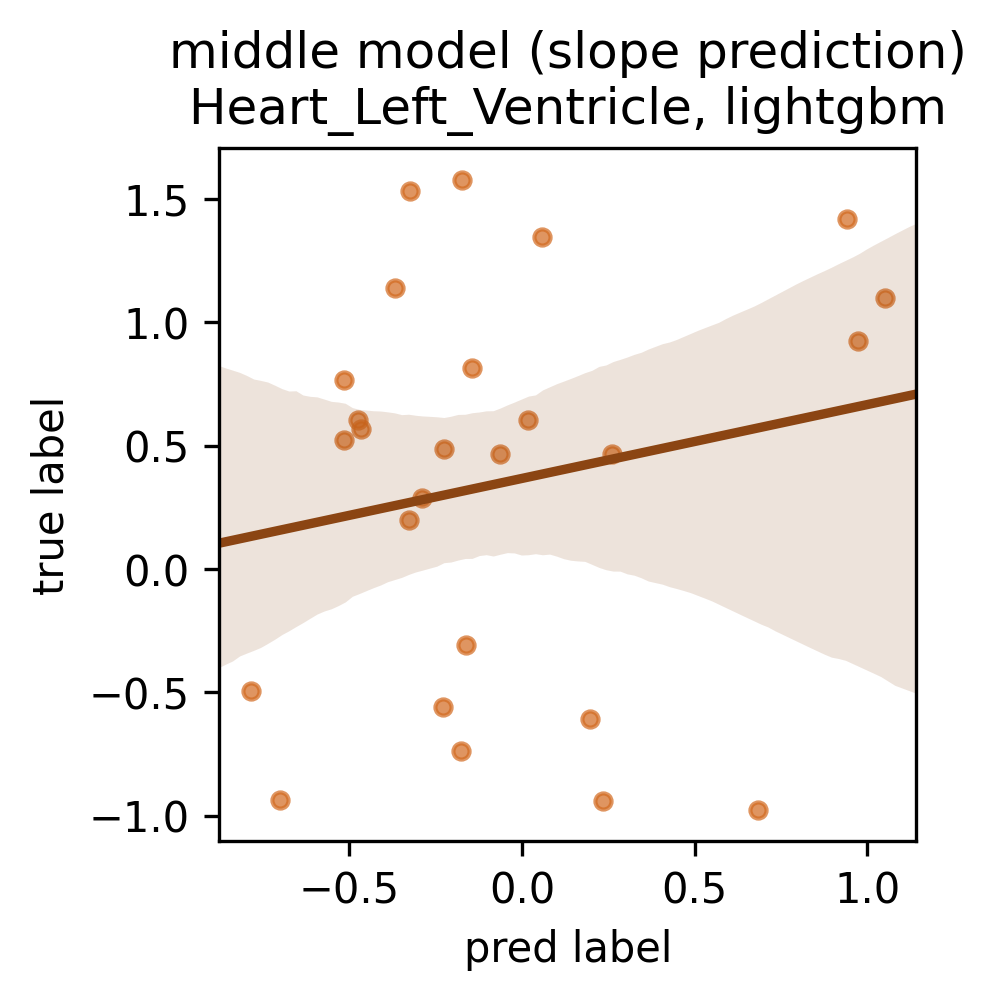 middle model (slope prediction)
Heart_Left_Ventricle, lightgbm
1.5
1.0
0.5
0.0
−0.5
−1.0
true label
−0.5
0.0
0.5
1.0
pred label